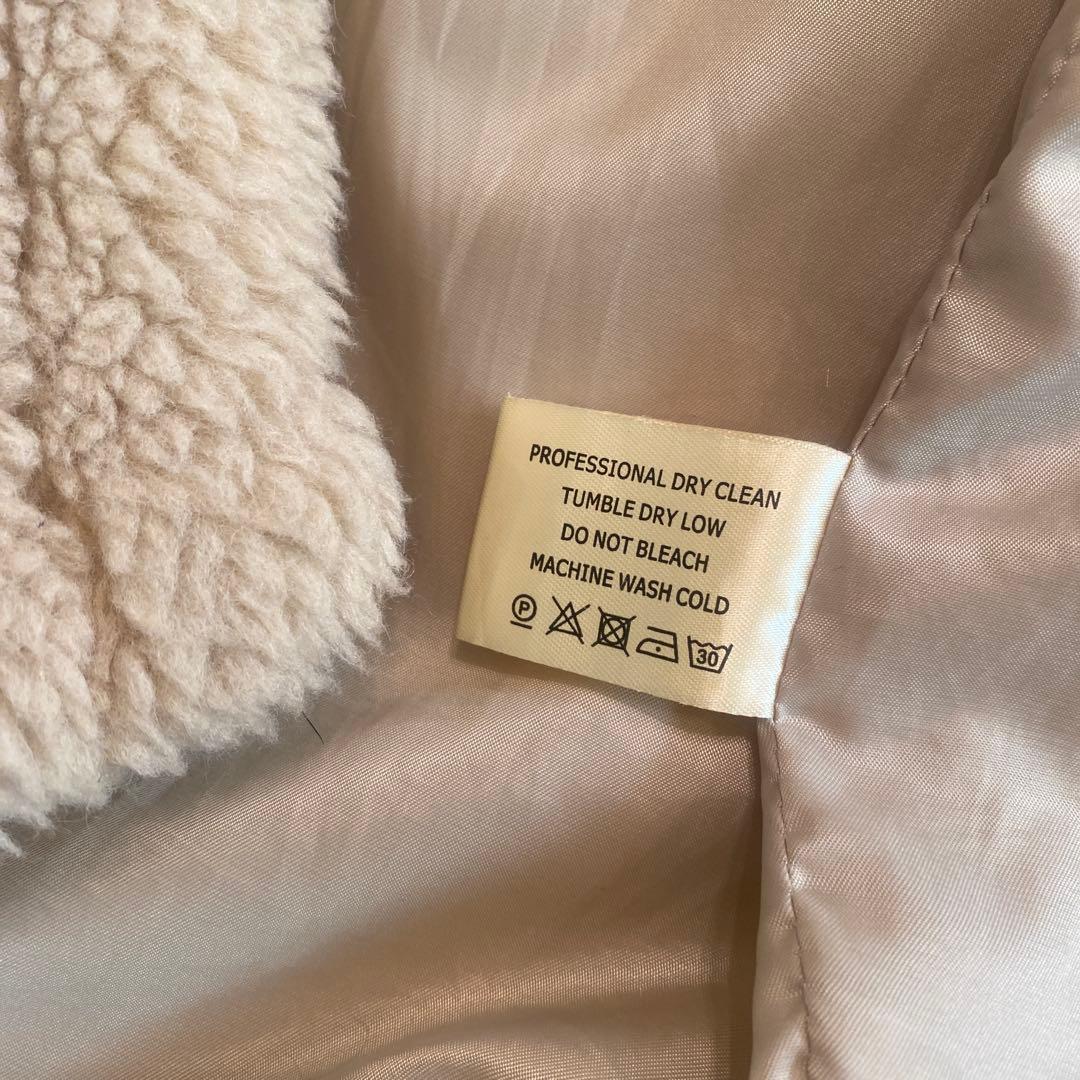 PROFESSIONAL DRY CLEAN
TUMBLE DRY LOW
DO NOT BLEACH
MACHINE WASH COLD
P 30